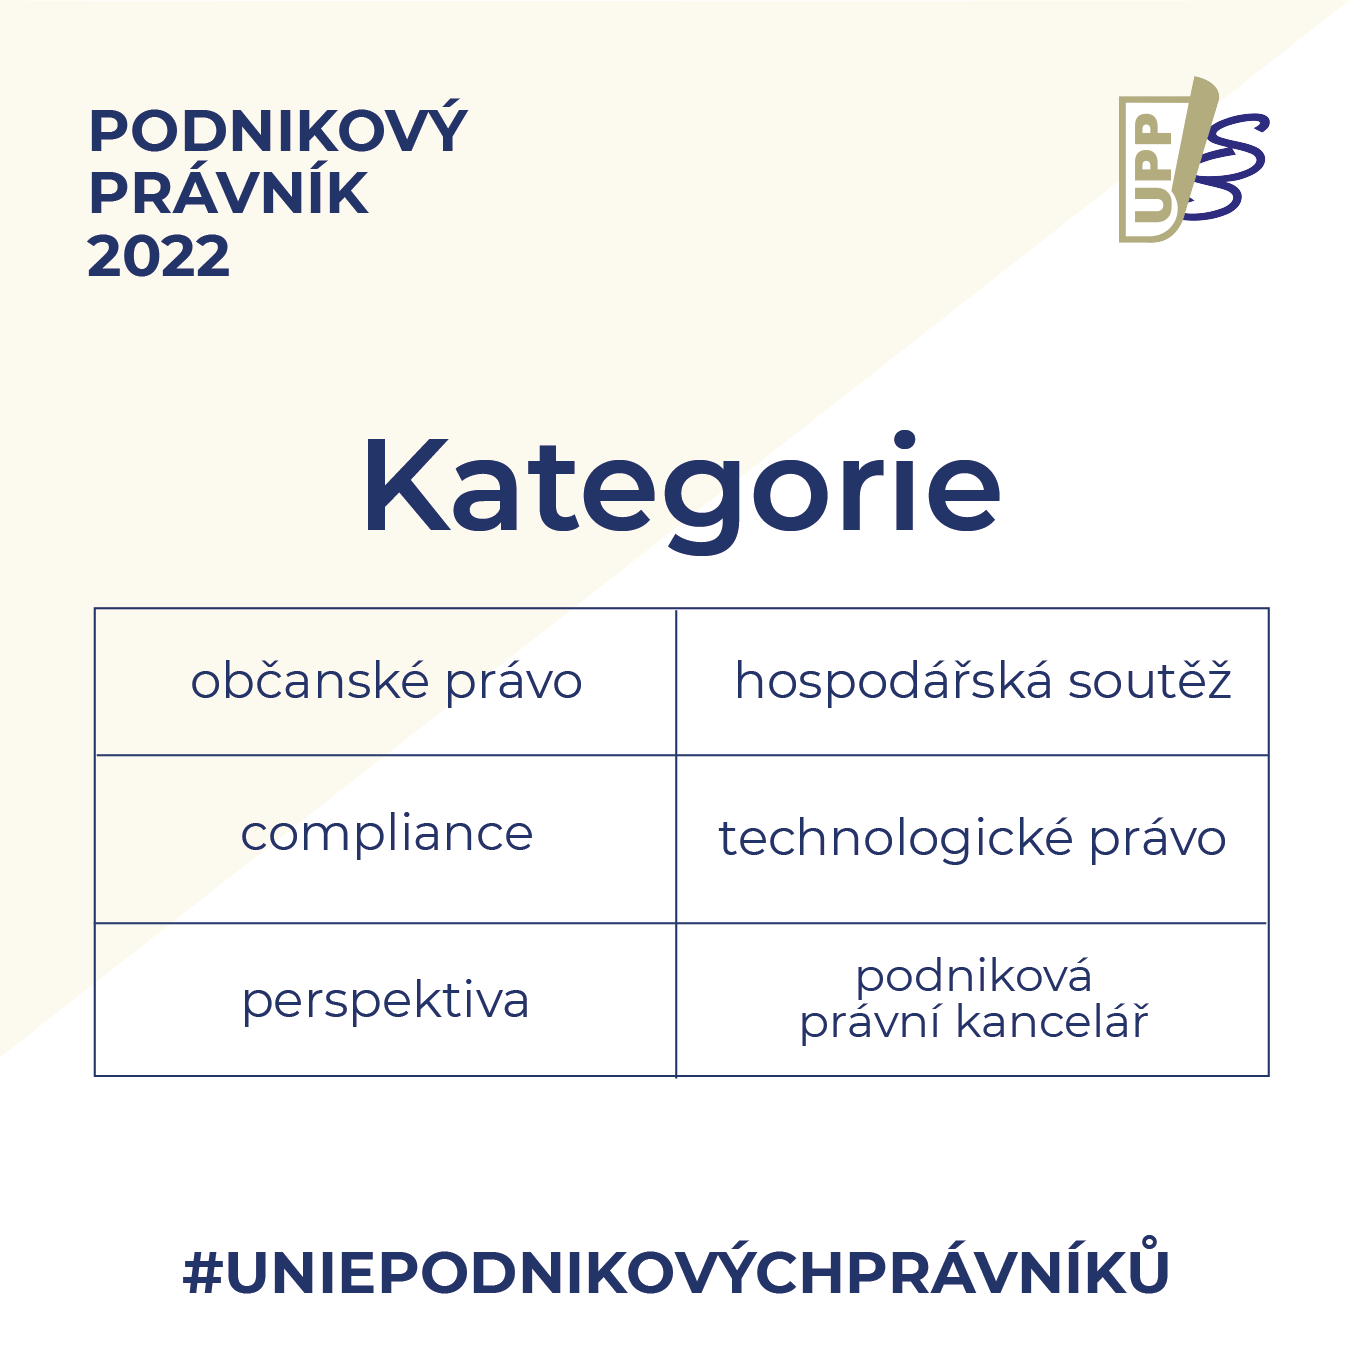 PODNIKOVÝ
PRÁVNÍK
2022
UPP
Kategorie
občanské právo
hospodářská soutěž
compliance
technologické právo
perspektiva
podniková
právní kancelář
#UNIEPODNIKOVÝCHPRÁVNÍKŮ